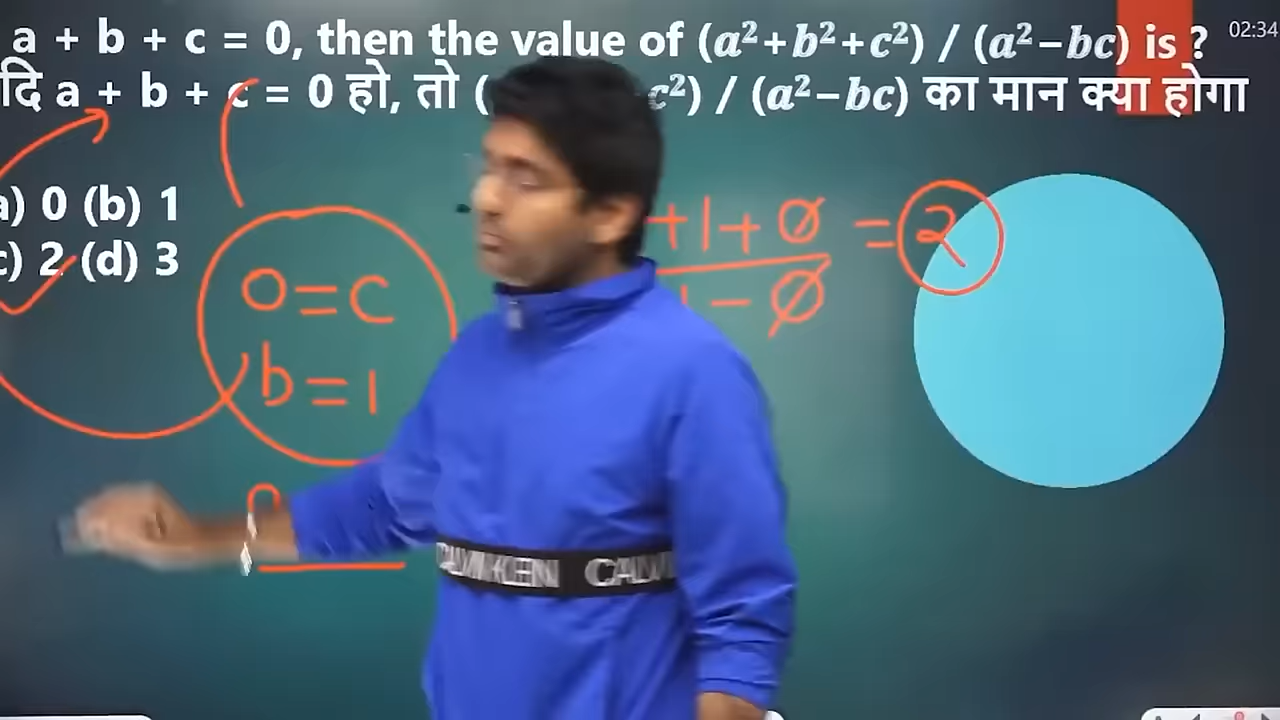 a + b + c = 0, then the value of (a²+b²+c²) / (a²−bc) is ?
02:34
दि a + b + c = 0 हो, तो ( c²) / (a²−bc) का मान क्या होगा
a) 0 (b) 1
c) 2 (d) 3
+1+0 = 2
1 − 0
0 = c
b = 1
CALVIN KLEIN CALV